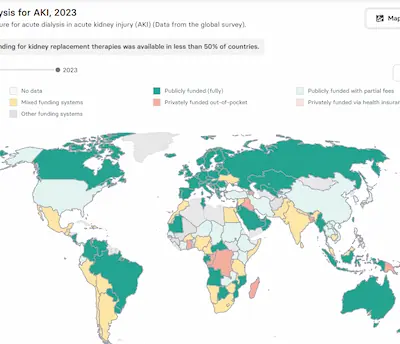 ysis for AKI, 2023
ure for acute dialysis in acute kidney injury (AKI) (Data from the global survey).
Map
nding for kidney replacement therapies was available in less than 50% of countries.
2023
Ma
No data
Publicly funded (fully)
Publicly funded with partial fees
Mixed funding systems
Privately funded out-of-pocket
Privately funded via health insuran
Other funding systems